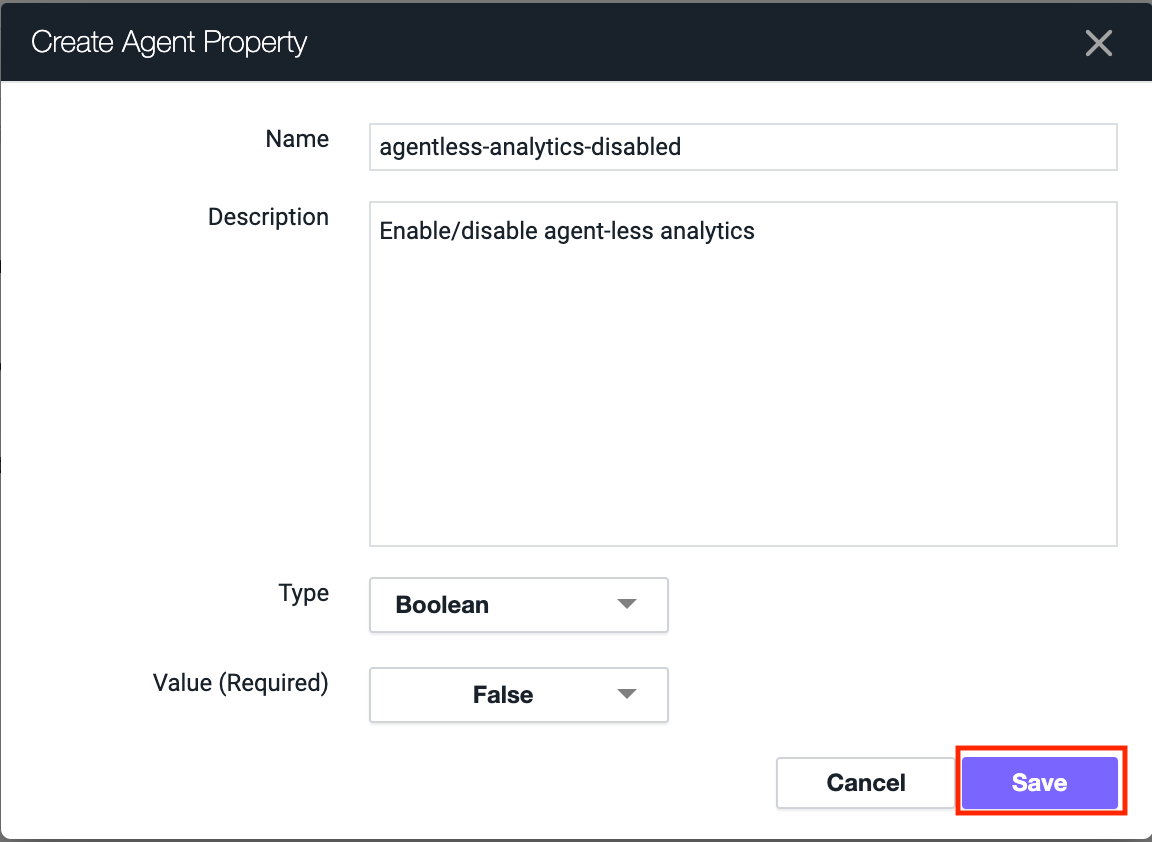 Create Agent Property
Name
agentless-analytics-disabled
Description
Enable/disable agent-less analytics
Type
Boolean
Value (Required)
False
Cancel
Save